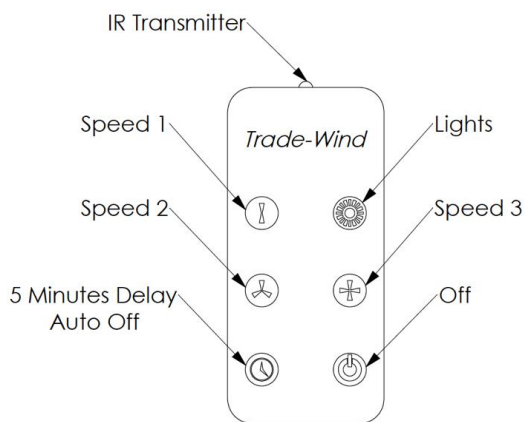 IR Transmitter
Speed 1
Trade-Wind
Lights
Speed 2
Speed 3
5 Minutes Delay
Auto Off
Off